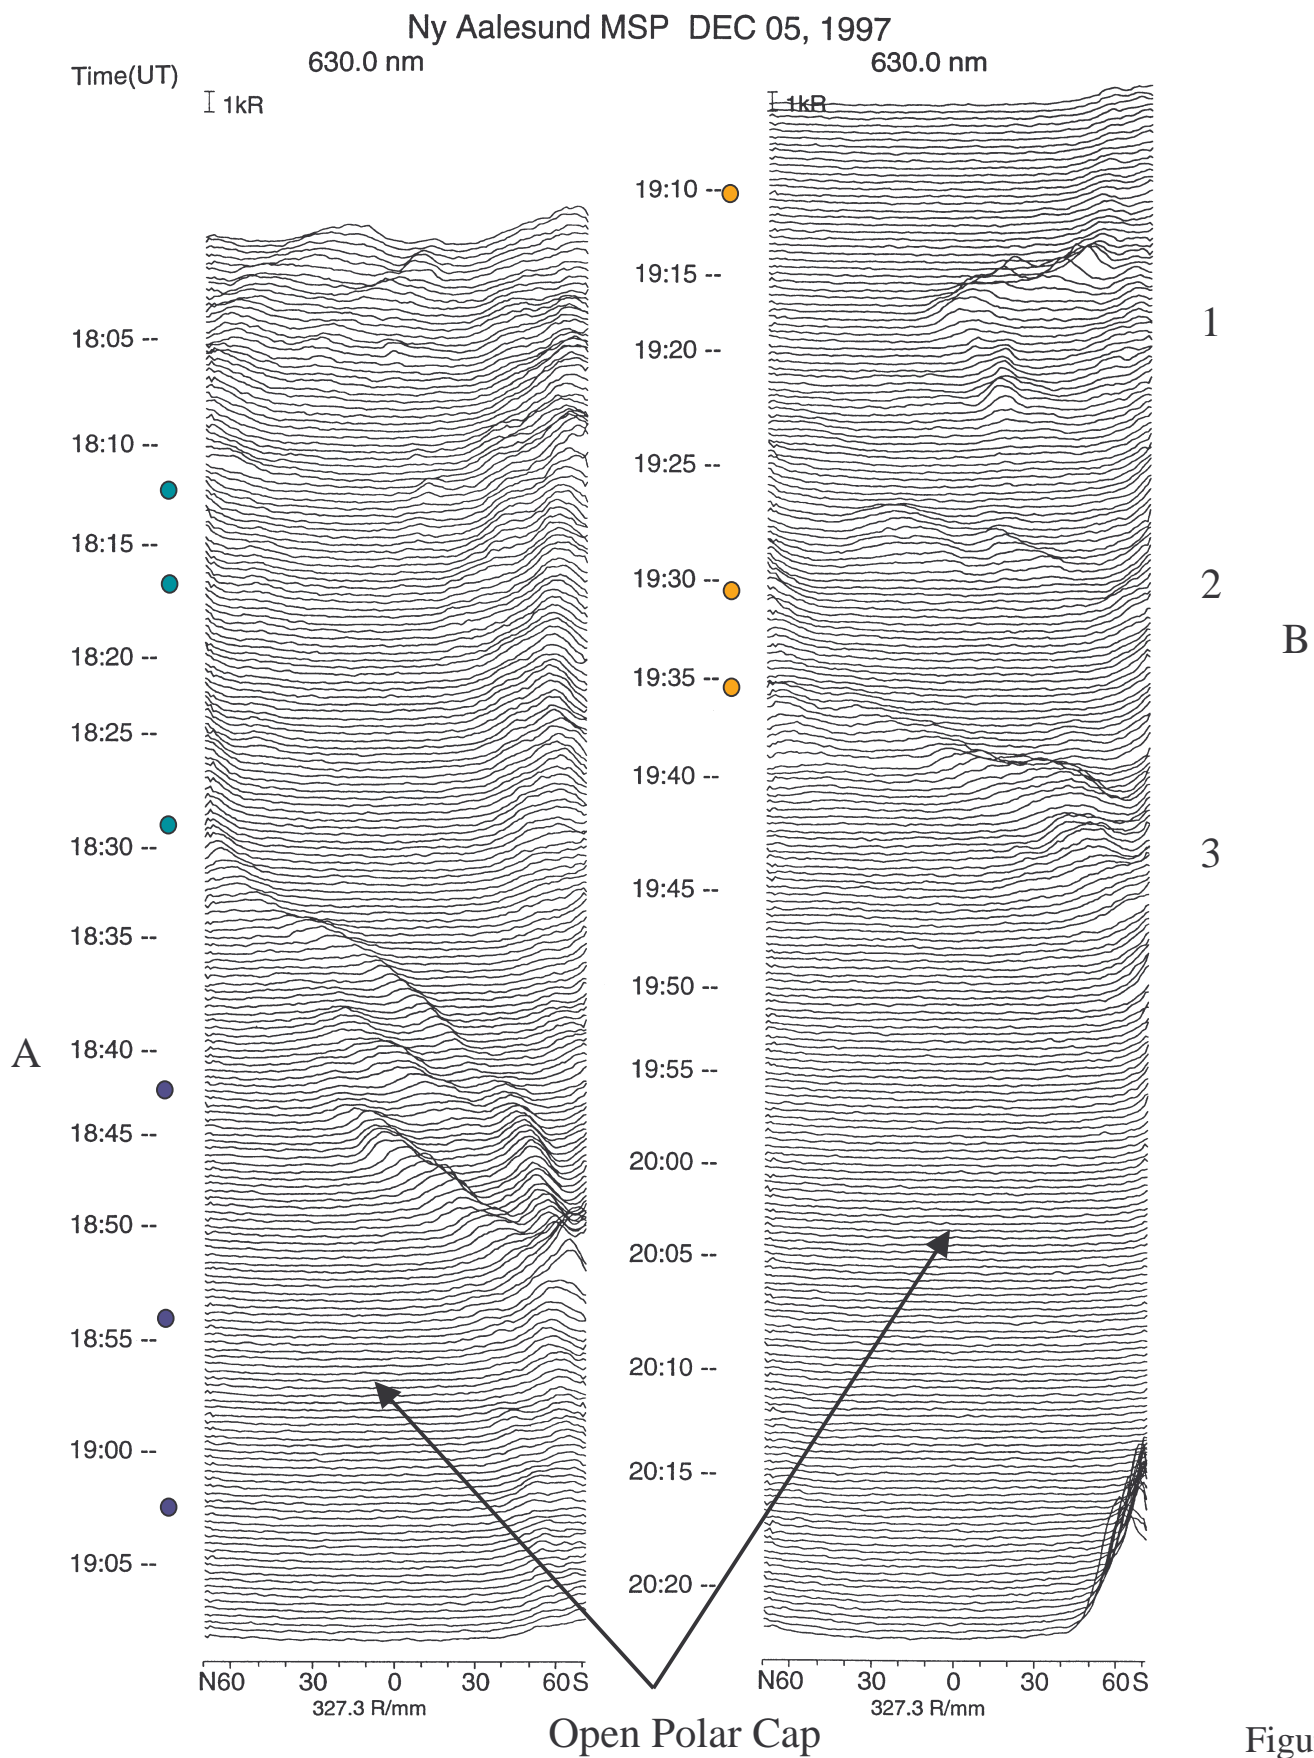 Ny Aalesund MSP DEC 05, 1997
Time(UT)
630.0 nm
1kR
18:05 --
18:10 --
18:15 --
18:20 --
18:25 --
18:30 --
18:35 --
A
18:40 --
18:45 --
18:50 --
18:55 --
19:00 --
19:05 --
N60 30 0 30 60S
327.3 R/mm
630.0 nm
1kR
19:10 --
19:15 --
19:20 --
19:25 --
19:30 --
19:35 --
19:40 --
19:45 --
19:50 --
19:55 --
20:00 --
20:05 --
20:10 --
20:15 --
20:20 --
1
2
B
3
N60 30 0 30 60S
327.3 R/mm
Open Polar Cap
Figu